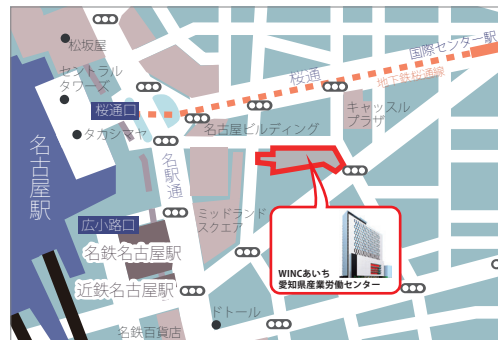 松坂屋
セントラル
タワーズ
桜通口
タカシマヤ
名古屋駅
広小路口
名鉄名古屋駅
近鉄名古屋駅
名鉄百貨店
名駅通
桜通
国際センター駅
地下鉄桜通線
キャッスル
プラザ
名古屋ビルディング
ミッドランド
スクエア
ドトール
WINCあいち
愛知県産業労働センター